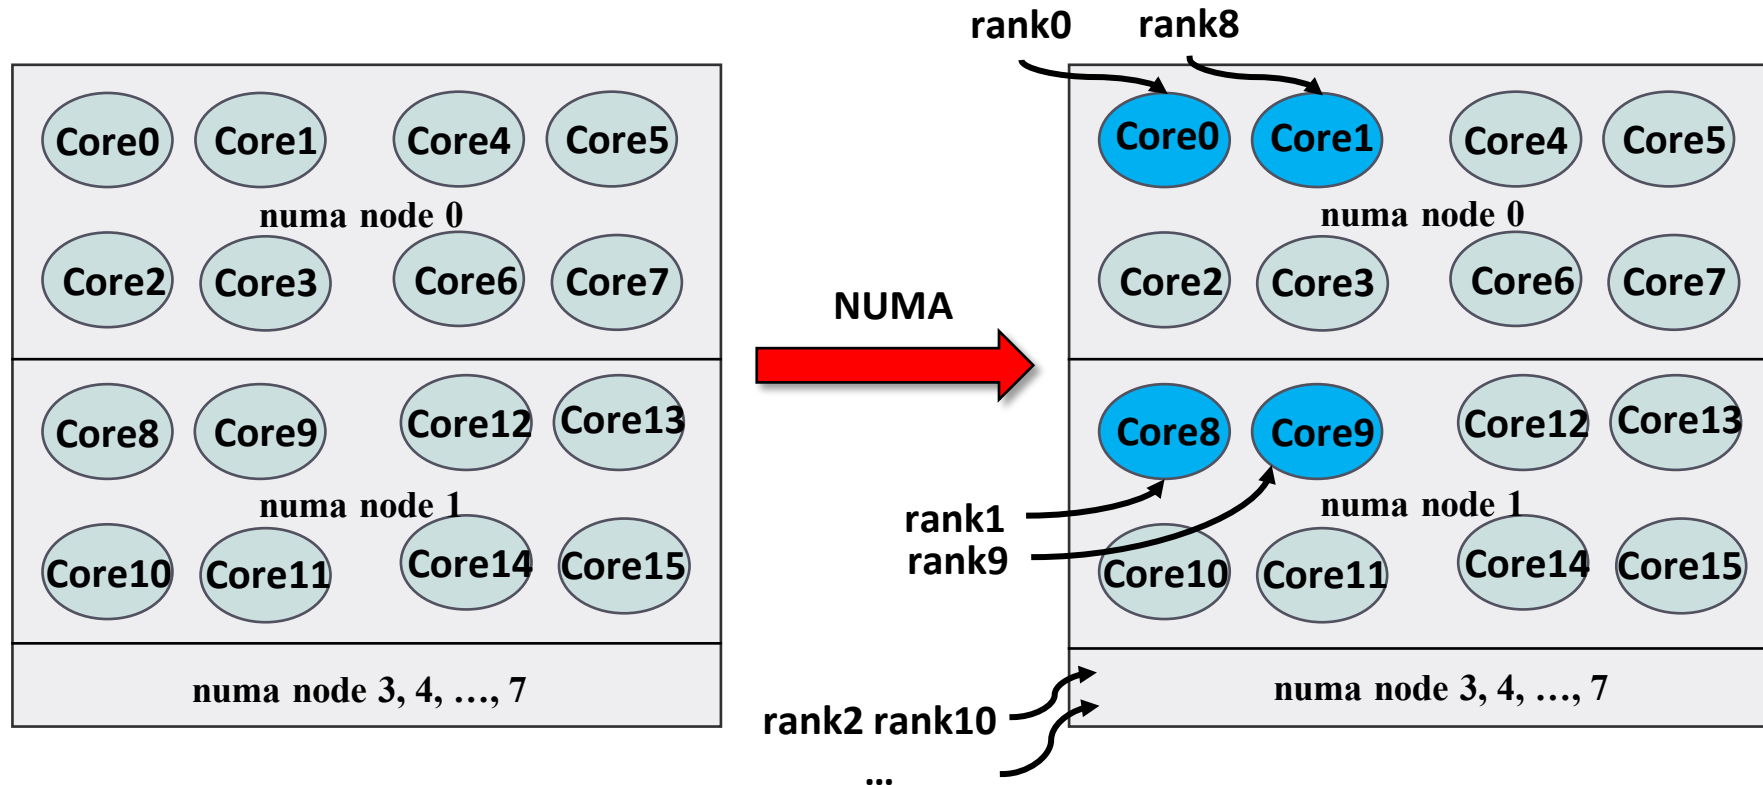 rank0 rank8
Core0 Core1 Core4 Core5
numa node 0
Core2 Core3 Core6 Core7
Core8 Core9 Core12 Core13
numa node 1
Core10 Core11 Core14 Core15
numa node 3, 4, ..., 7
NUMA
Core0 Core1 Core4 Core5
numa node 0
Core2 Core3 Core6 Core7
Core8 Core9 Core12 Core13
numa node 1
rank1
rank9
Core10 Core11 Core14 Core15
numa node 3, 4, ..., 7
rank2 rank10
...